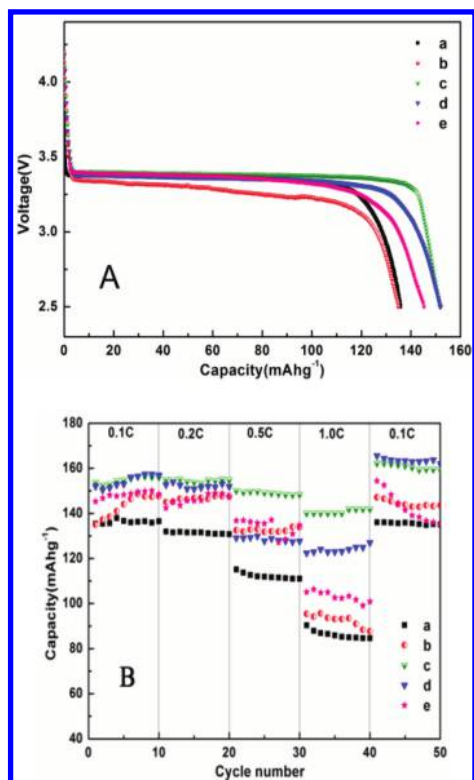 a
b
c
d
e
4.0
3.5
3.0
2.5
Voltage(V)
A
0 20 40 60 80 100 120 140 160
Capacity(mAhg⁻¹)
180
160
140
120
100
80
60
40
Capacity(mAhg⁻¹)
0.1C 0.2C 0.5C 1.0C 0.1C
a
b
c
d
e
B
0 10 20 30 40 50
Cycle number